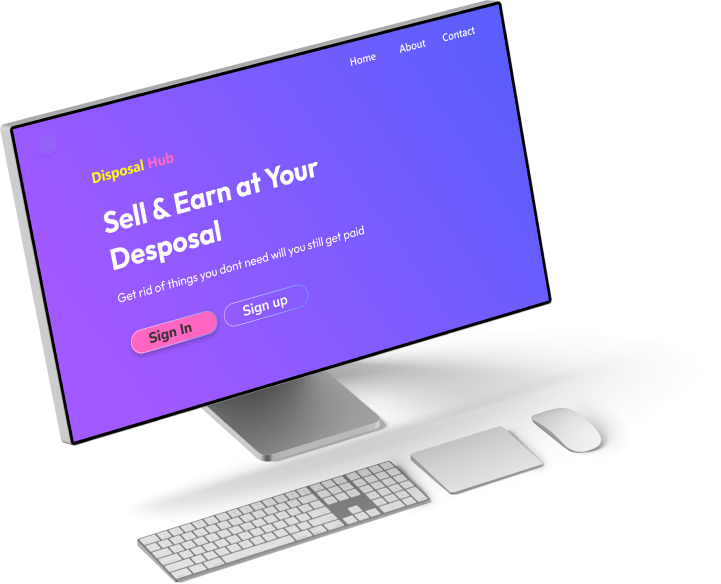 Home About Contact
Disposal Hub
Sell & Earn at Your
Desposal
Get rid of things you dont need will you still get paid
Sign In Sign up